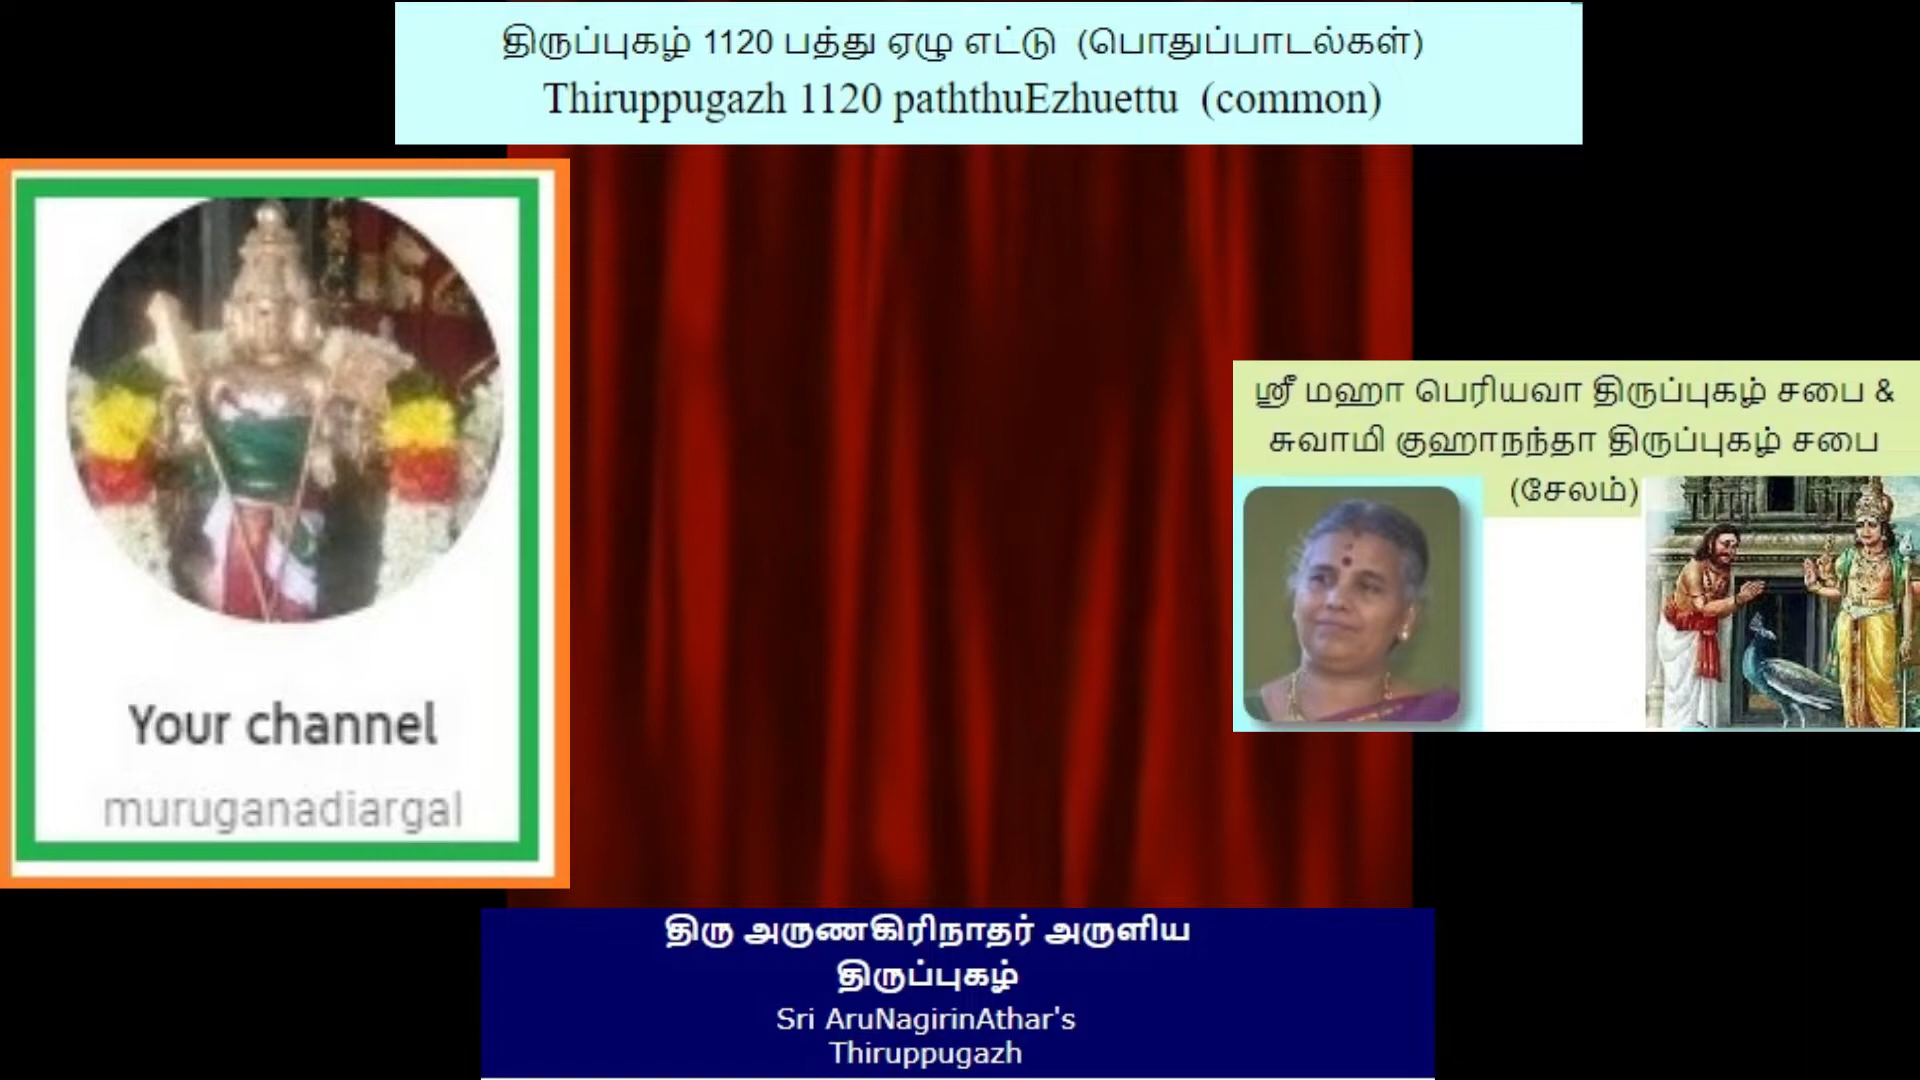 திருப்புகழ் 1120 பத்து ஏழு எட்டு (பொதுப்பாடல்கள்)
Thiruppugazh 1120 paththuEzhuettu (common)
Your channel
muruganadiargal
ஸ்ரீ மஹா பெரியவா திருப்புகழ் சபை &
சுவாமி குஹாநந்தா திருப்புகழ் சபை
(சேலம்)
திரு அருணகிரிநாதர் அருளிய
திருப்புகழ்
Sri AruNagirinAthar's
Thiruppugazh